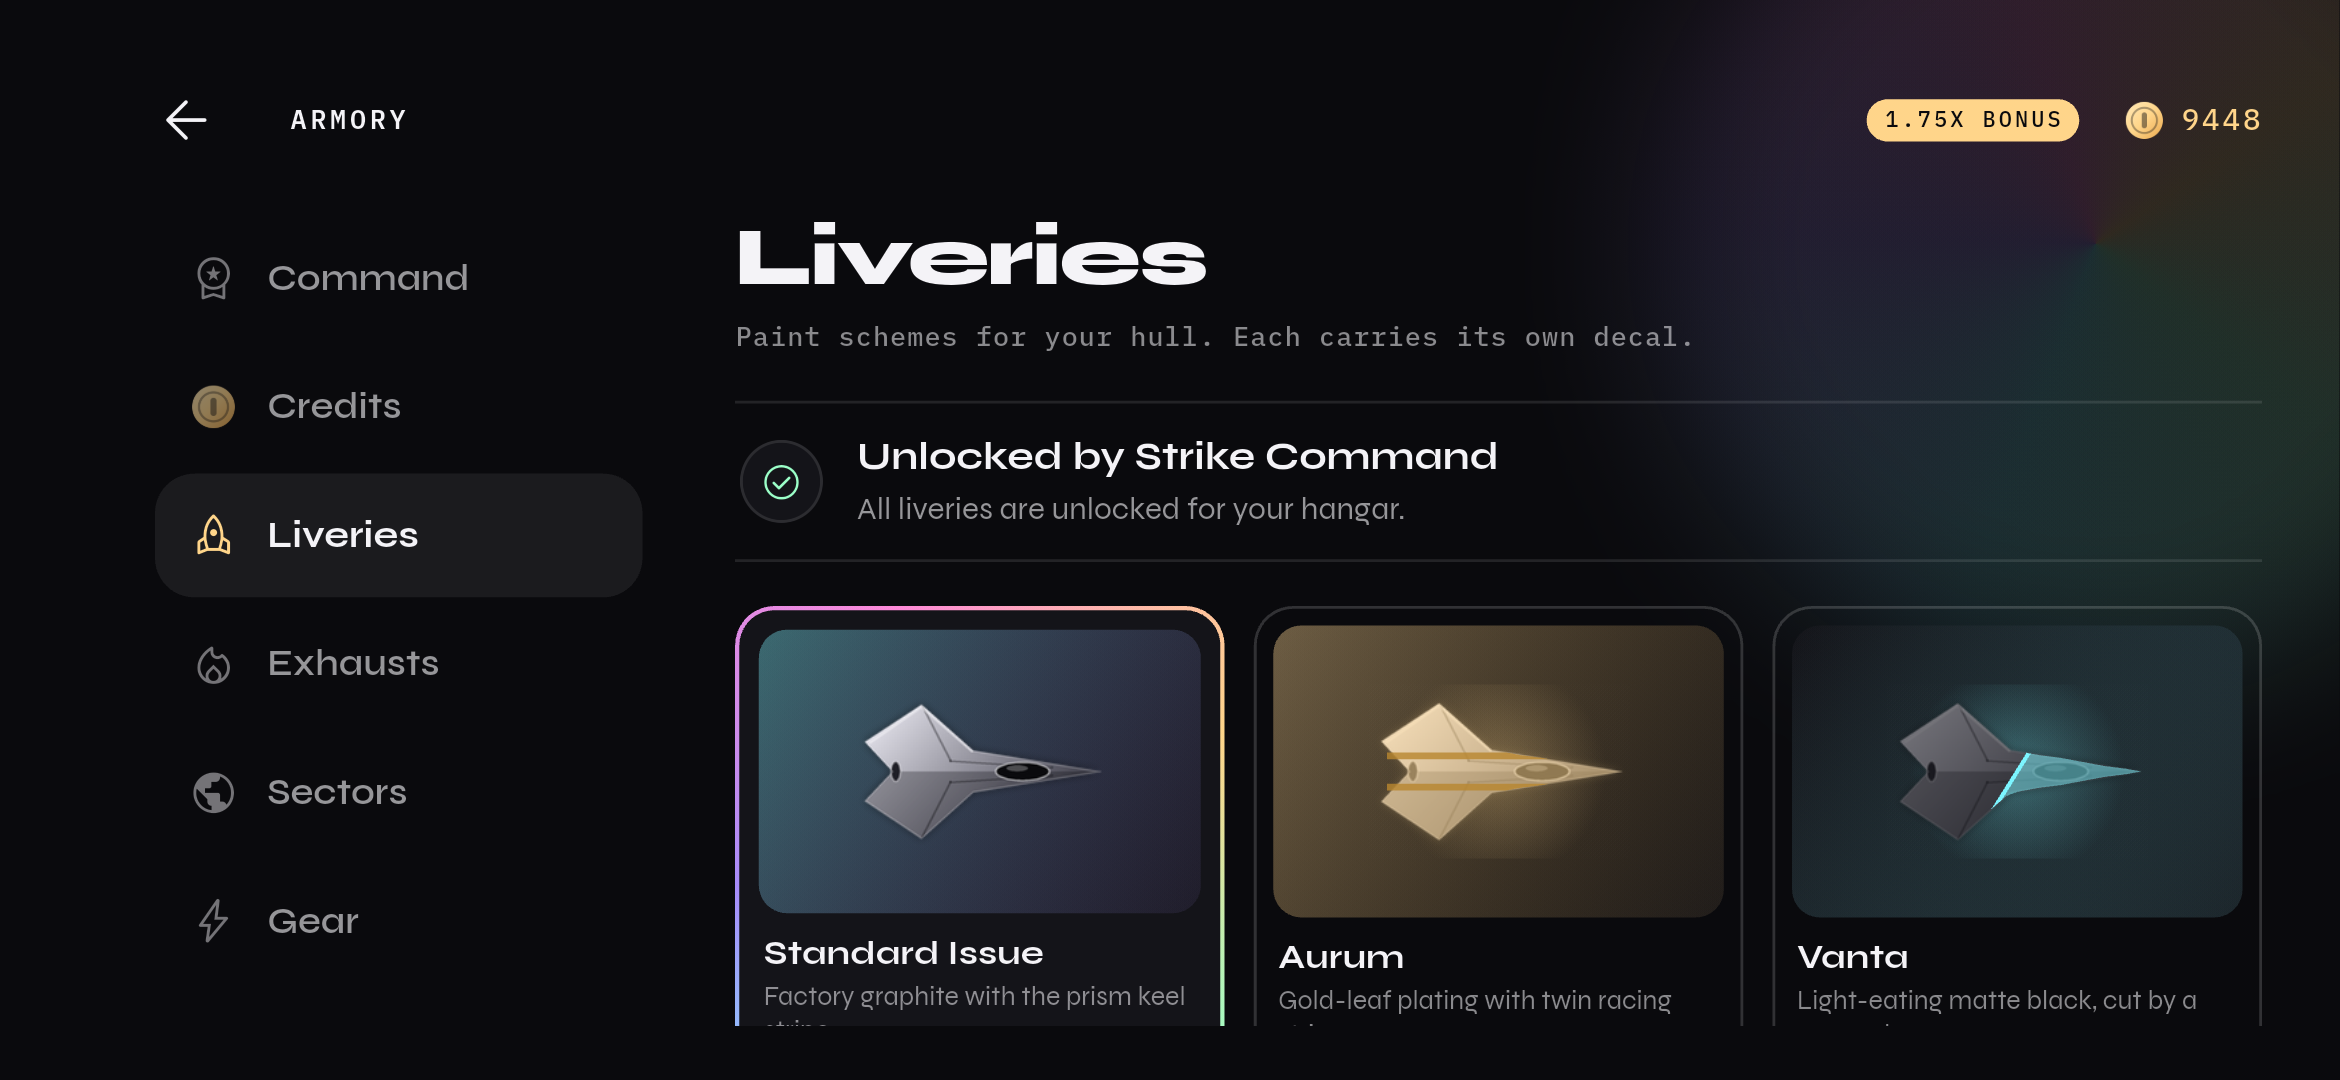 ARMORY
1.75X BONUS
9448
Command
Credits
Liveries
Exhausts
Sectors
Gear
Liveries
Paint schemes for your hull. Each carries its own decal.
Unlocked by Strike Command
All liveries are unlocked for your hangar.
Standard Issue
Factory graphite with the prism keel
Aurum
Gold-leaf plating with twin racing
Vanta
Light-eating matte black, cut by a